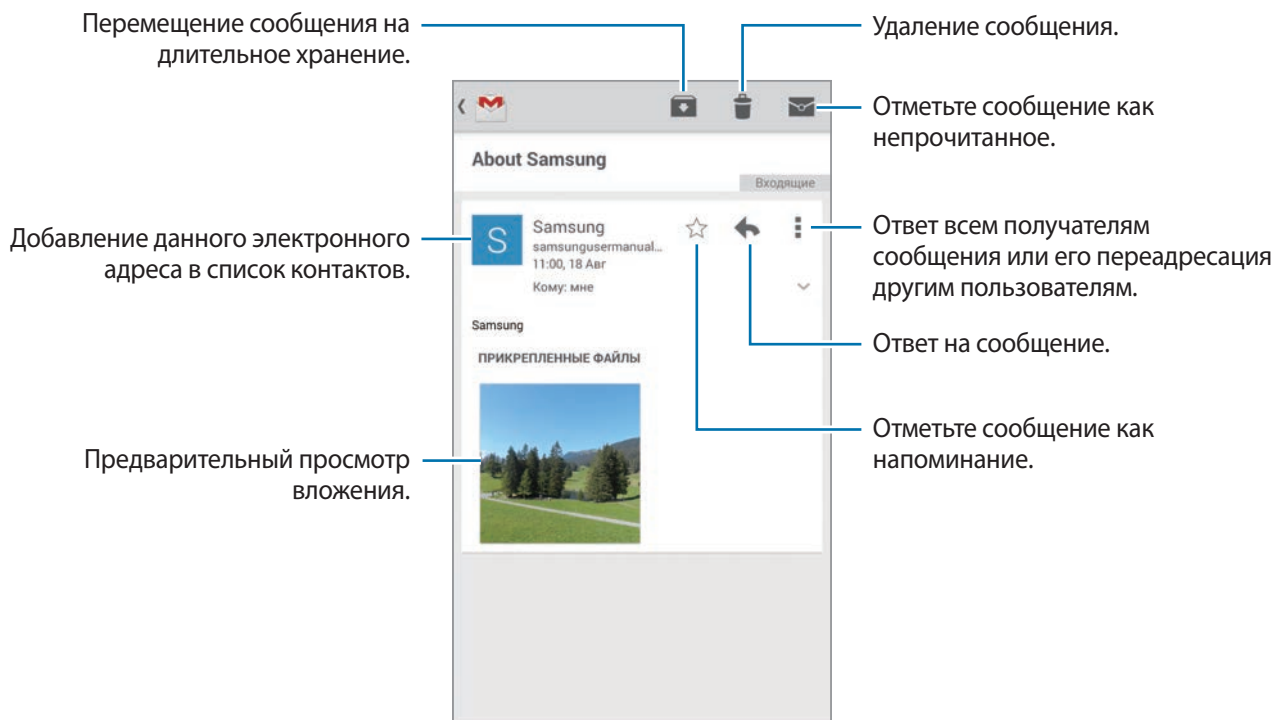 Перемещение сообщения на
длительное хранение.
Удаление сообщения.
Отметьте сообщение как
непрочитанное.
About Samsung
Входящие
Добавление данного электронного
адреса в список контактов.
S
Samsung
samsungusermanual...
11:00, 18 Авг
Кому: мне
Ответ всем получателям
сообщения или его переадресация
другим пользователям.
Samsung
Ответ на сообщение.
ПРИКРЕПЛЕННЫЕ ФАЙЛЫ
Отметьте сообщение как
напоминание.
Предварительный просмотр
вложения.